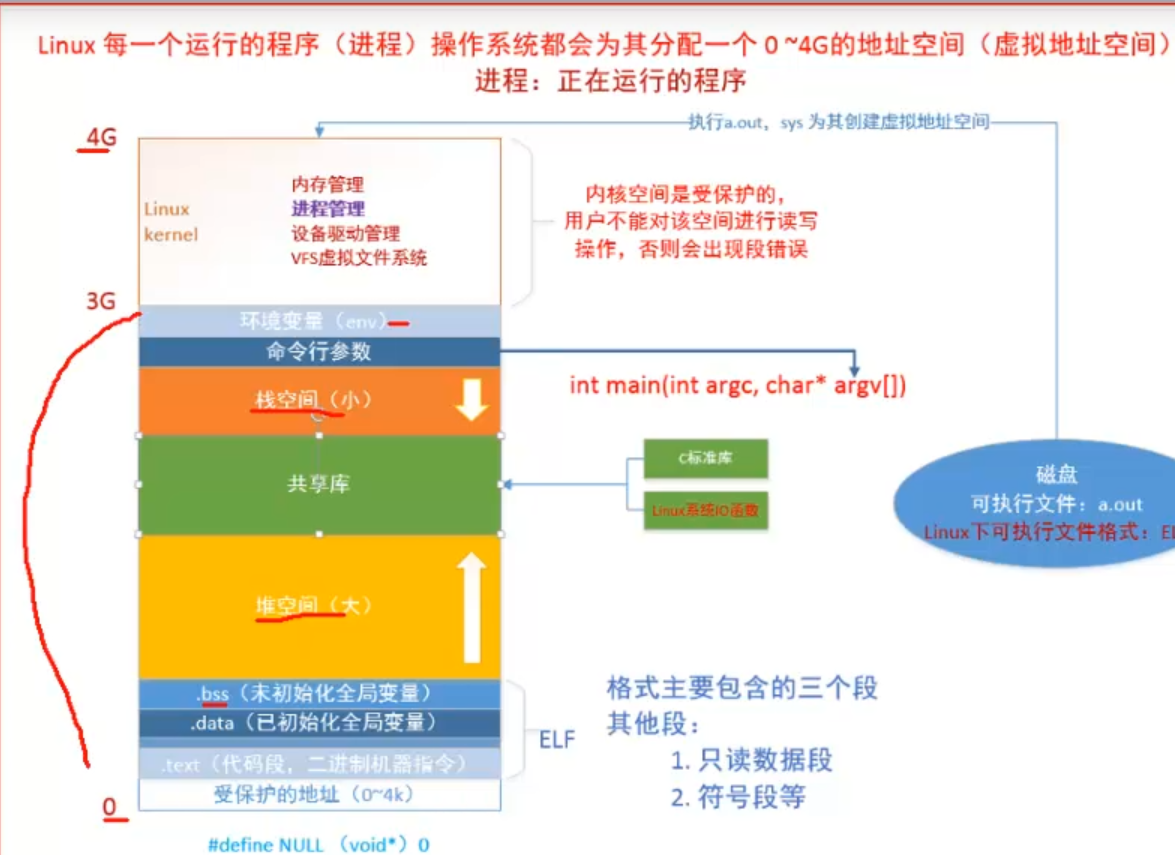 Linux 每一个运行的程序（进程）操作系统都会为其分配一个 0 ~4G的地址空间（虚拟地址空间）
进程：正在运行的程序
执行a.out，sys 为其创建虚拟地址空间
4G
内存管理
Linux
kernel
进程管理
设备驱动管理
VFS虚拟文件系统
内核空间是受保护的，
用户不能对该空间进行读写
操作，否则会出现段错误
3G
环境变量（env）
命令行参数
int main(int argc, char* argv[])
栈空间（小）
共享库
C标准库
Linux系统IO函数
磁盘
可执行文件：a.out
Linux下可执行文件格式：
堆空间（大）
.bss（未初始化全局变量）
.data（已初始化全局变量）
.text（代码段，二进制机器指令）
ELF
格式主要包含的三个段
其他段：
1. 只读数据段
2. 符号段等
受保护的地址（0~4k）
0
#define NULL （void*）0